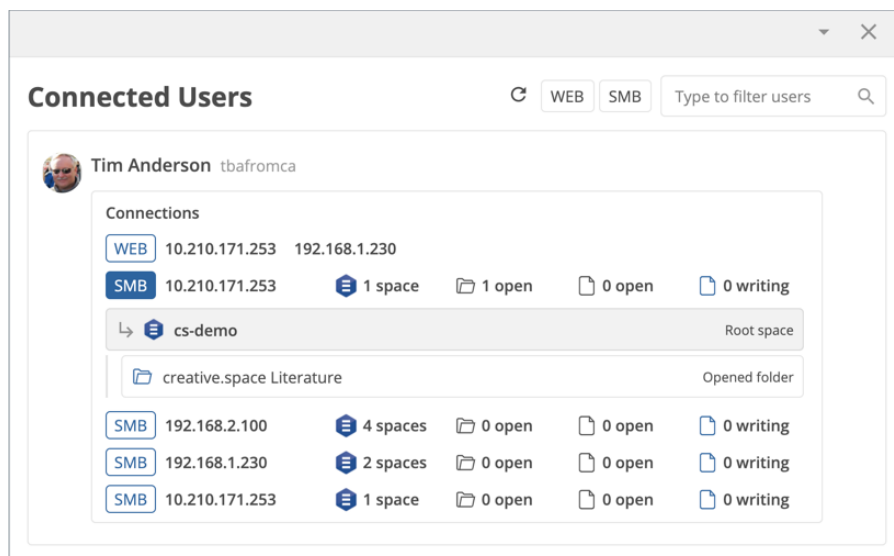 Connected Users WEB SMB Type to filter users
Tim Anderson tbafromca
Connections
WEB 10.210.171.253 192.168.1.230
SMB 10.210.171.253 1 space 1 open 0 open 0 writing
cs-demo Root space
creative.space Literature Opened folder
SMB 192.168.2.100 4 spaces 0 open 0 open 0 writing
SMB 192.168.1.230 2 spaces 0 open 0 open 0 writing
SMB 10.210.171.253 1 space 0 open 0 open 0 writing